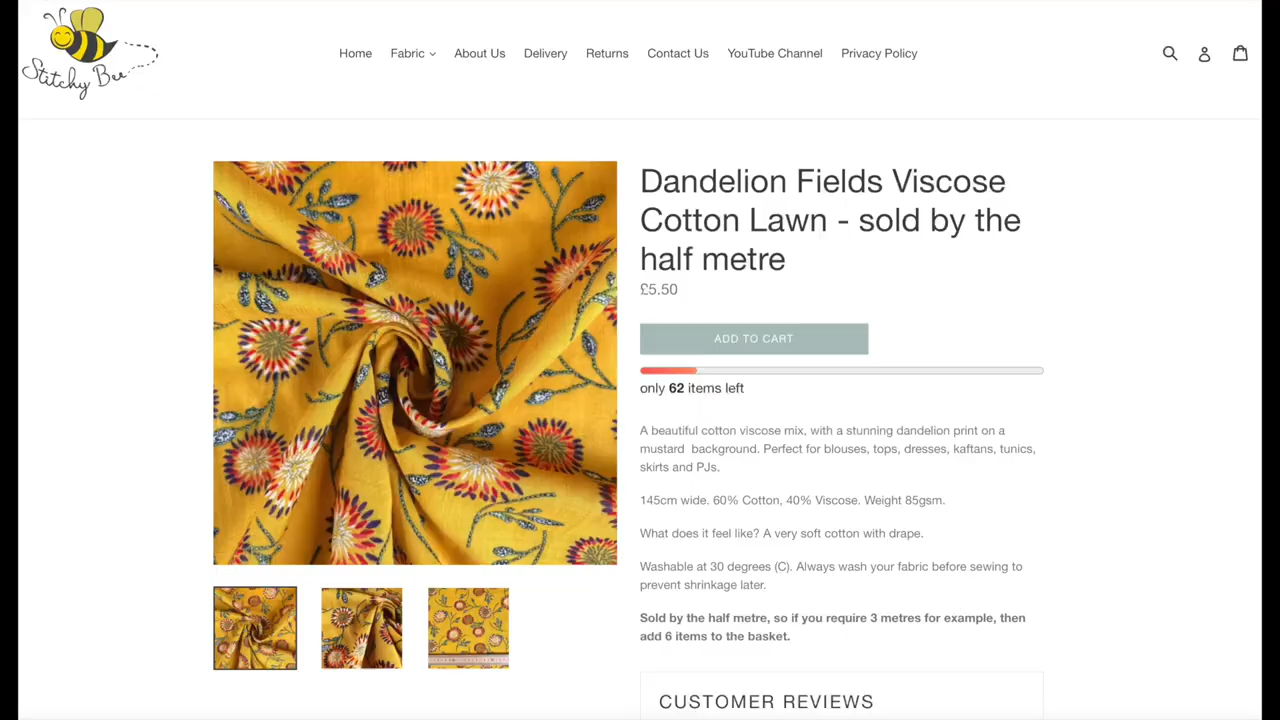 Stitchy Bee
Home Fabric About Us Delivery Returns Contact Us YouTube Channel Privacy Policy
Dandelion Fields Viscose
Cotton Lawn - sold by the
half metre
£5.50
ADD TO CART
only 62 items left
A beautiful cotton viscose mix, with a stunning dandelion print on a
mustard background. Perfect for blouses, tops, dresses, kaftans, tunics,
skirts and PJs.
145cm wide. 60% Cotton, 40% Viscose. Weight 85gsm.
What does it feel like? A very soft cotton with drape.
Washable at 30 degrees (C). Always wash your fabric before sewing to
prevent shrinkage later.
Sold by the half metre, so if you require 3 metres for example, then
add 6 items to the basket.
CUSTOMER REVIEWS